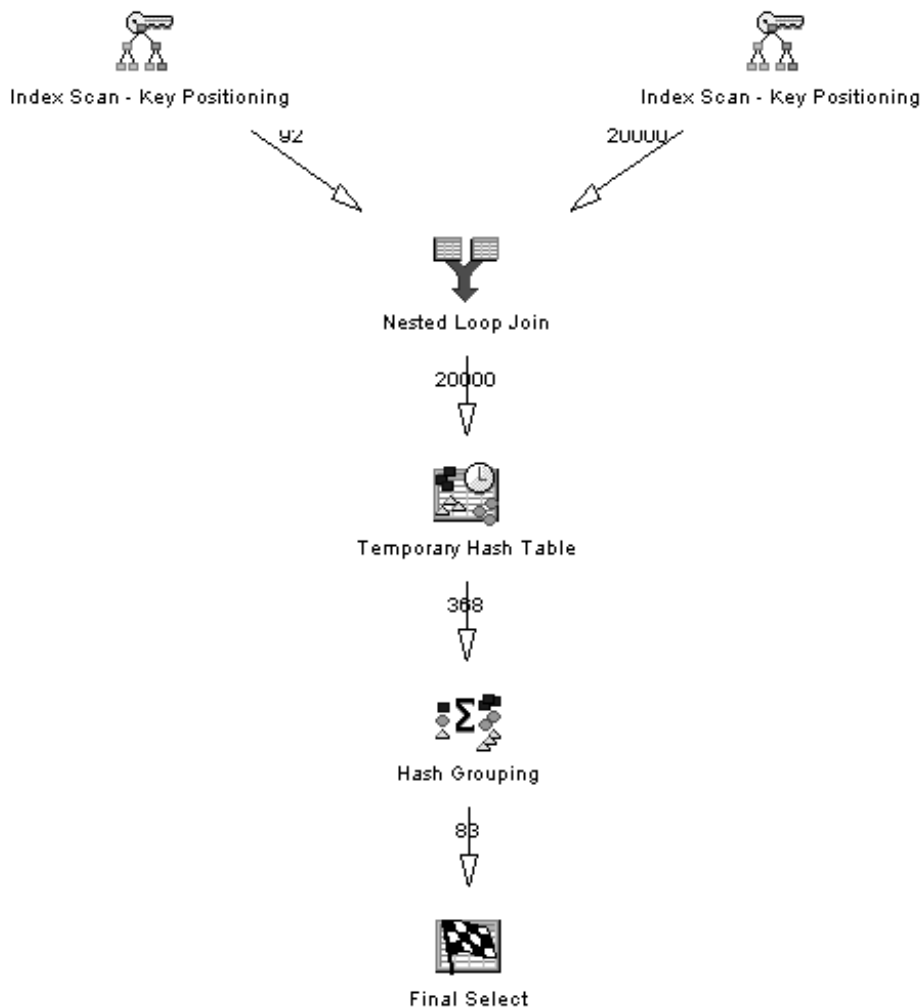 Index Scan - Key Positioning
Index Scan - Key Positioning
92
20000
Nested Loop Join
20000
Temporary Hash Table
368
Σ
Hash Grouping
83
Final Select